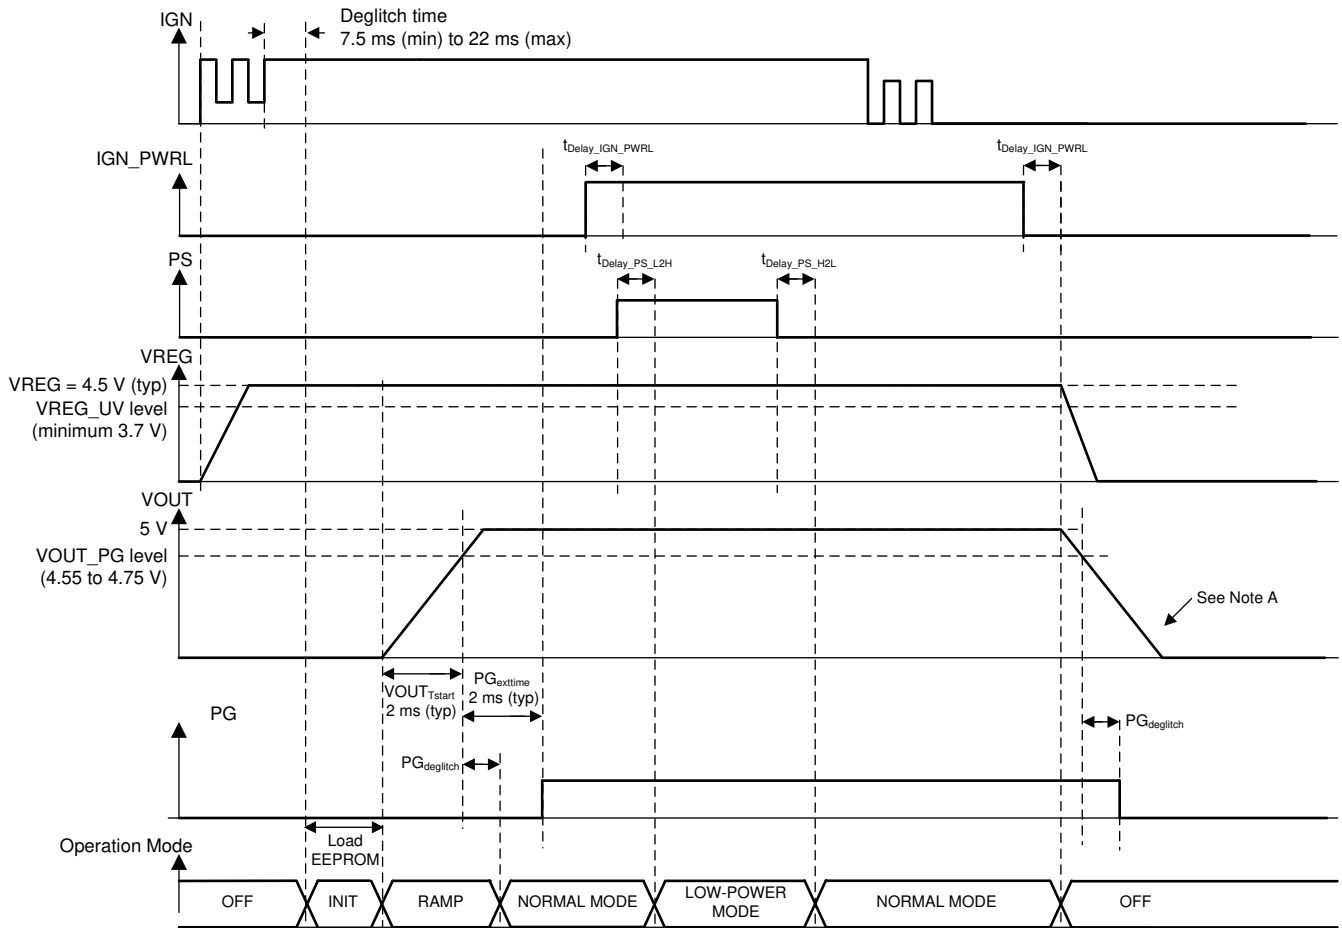 IGN
Deglitch time
7.5 ms (min) to 22 ms (max)
IGN_PWRL
tDelay_IGN_PWRL
tDelay_IGN_PWRL
PS
tDelay_PS_L2H
tDelay_PS_H2L
VREG
VREG = 4.5 V (typ)
VREG_UV level
(minimum 3.7 V)
VOUT
5 V
VOUT_PG level
(4.55 to 4.75 V)
See Note A
VOUTTstart
2 ms (typ)
PGexttime
2 ms (typ)
PG
PGdeglitch
PGdeglitch
Load
EEPROM
Operation Mode
OFF
INIT
RAMP
NORMAL MODE
LOW-POWER
MODE
NORMAL MODE
OFF